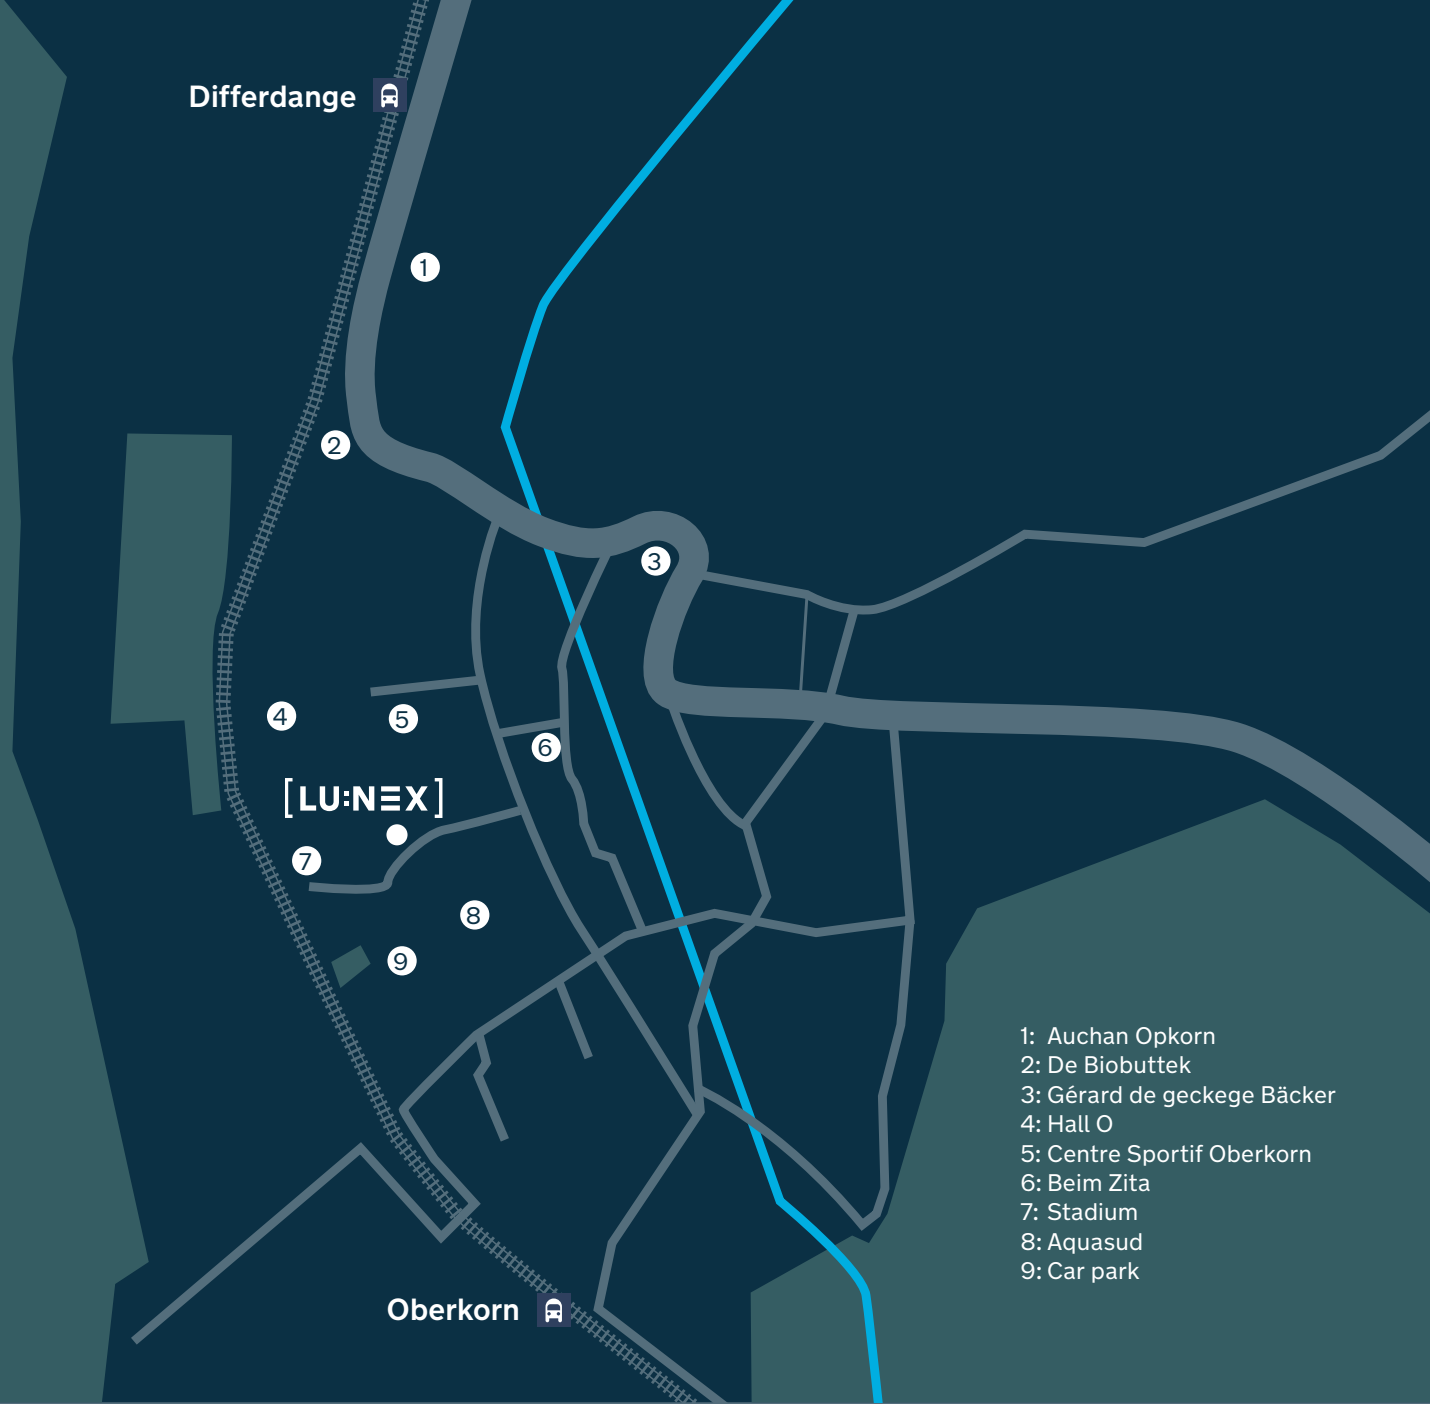 Differdange
1
2
3
4
5
6
[LU:NEX]
7
8
9
1: Auchan Opkorn
2: De Biobuttek
3: Gérard de geckege Bäcker
4: Hall O
5: Centre Sportif Oberkorn
6: Beim Zita
7: Stadium
8: Aquasud
9: Car park
Oberkorn